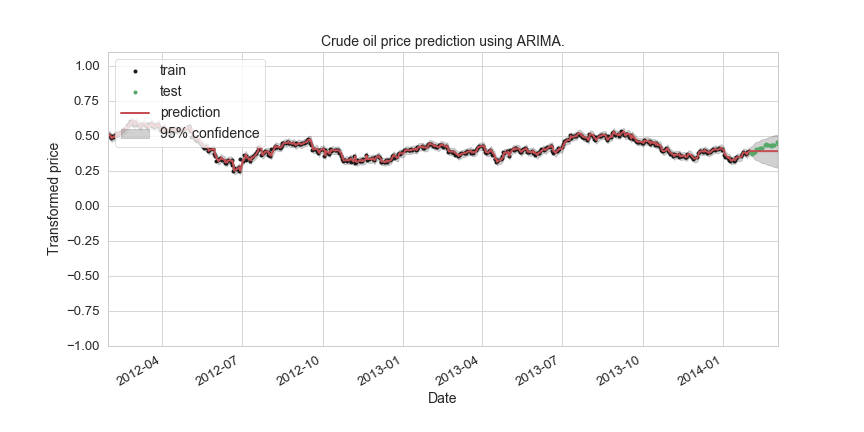 Crude oil price prediction using ARIMA.
train
test
prediction
95% confidence
1.00
0.75
0.50
0.25
0.00
−0.25
−0.50
−0.75
−1.00
Transformed price
2012-04
2012-07
2012-10
2013-01
2013-04
2013-07
2013-10
2014-01
Date